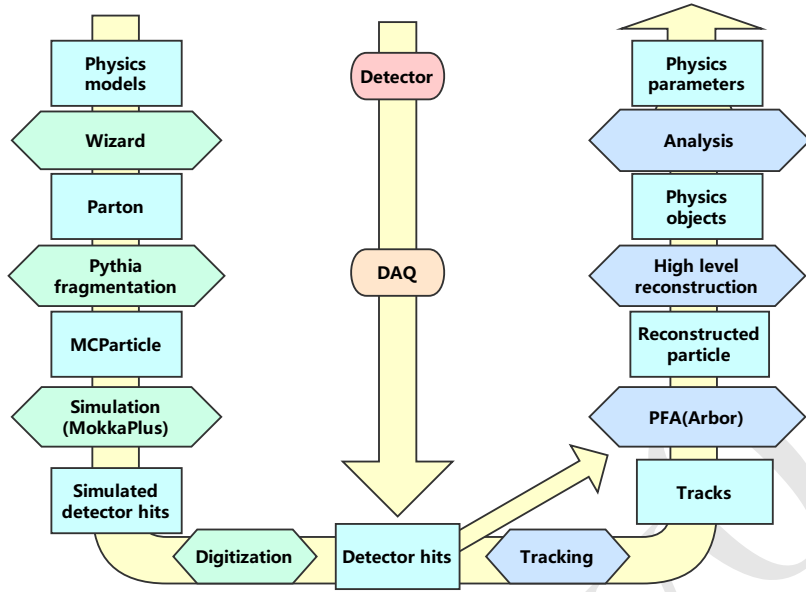 Physics
models
Wizard
Parton
Pythia
fragmentation
MCParticle
Simulation
(MokkaPlus)
Simulated
detector hits
Digitization
Detector
DAQ
Detector hits
Tracking
Tracks
PFA(Arbor)
Reconstructed
particle
High level
reconstruction
Physics
objects
Analysis
Physics
parameters